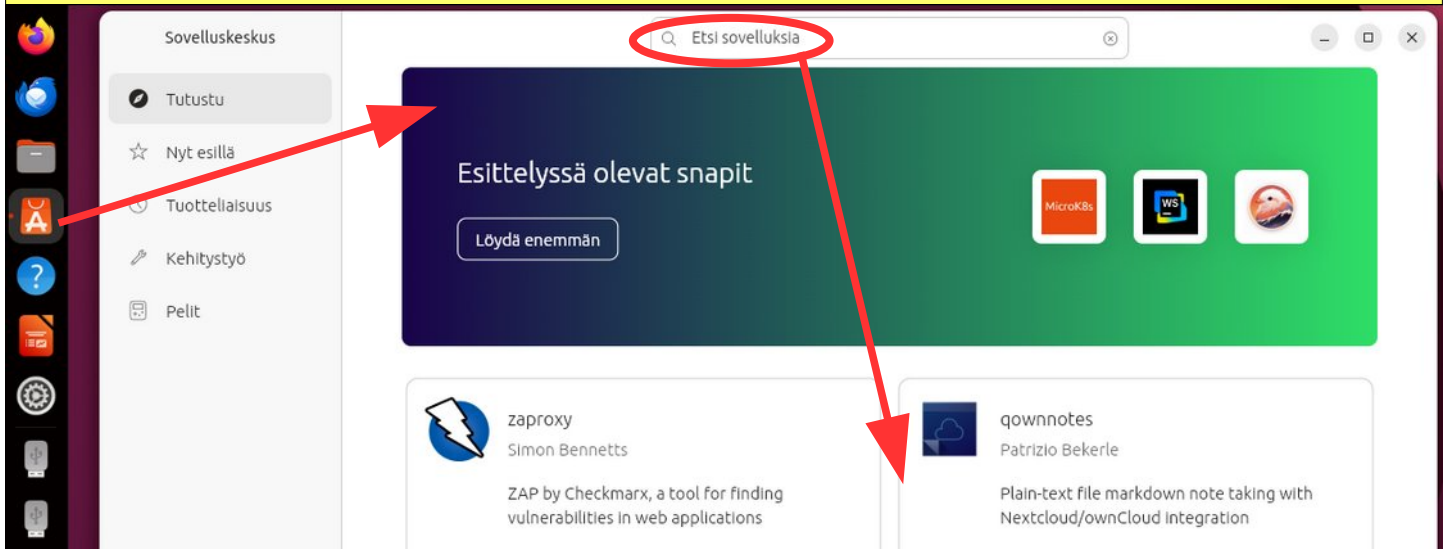 Sovelluskeskus
Etsi sovelluksia
Tutustu
Nyt esillä
Tuotteliaisuus
Kehitystyö
Pelit
Esittelyssä olevat snapit
Löydä enemmän
MicroK8s
WS
zaproxy
Simon Bennetts
ZAP by Checkmarx, a tool for finding
vulnerabilities in web applications
qownnotes
Patrizio Bekerle
Plain-text file markdown note taking with
Nextcloud/ownCloud integration